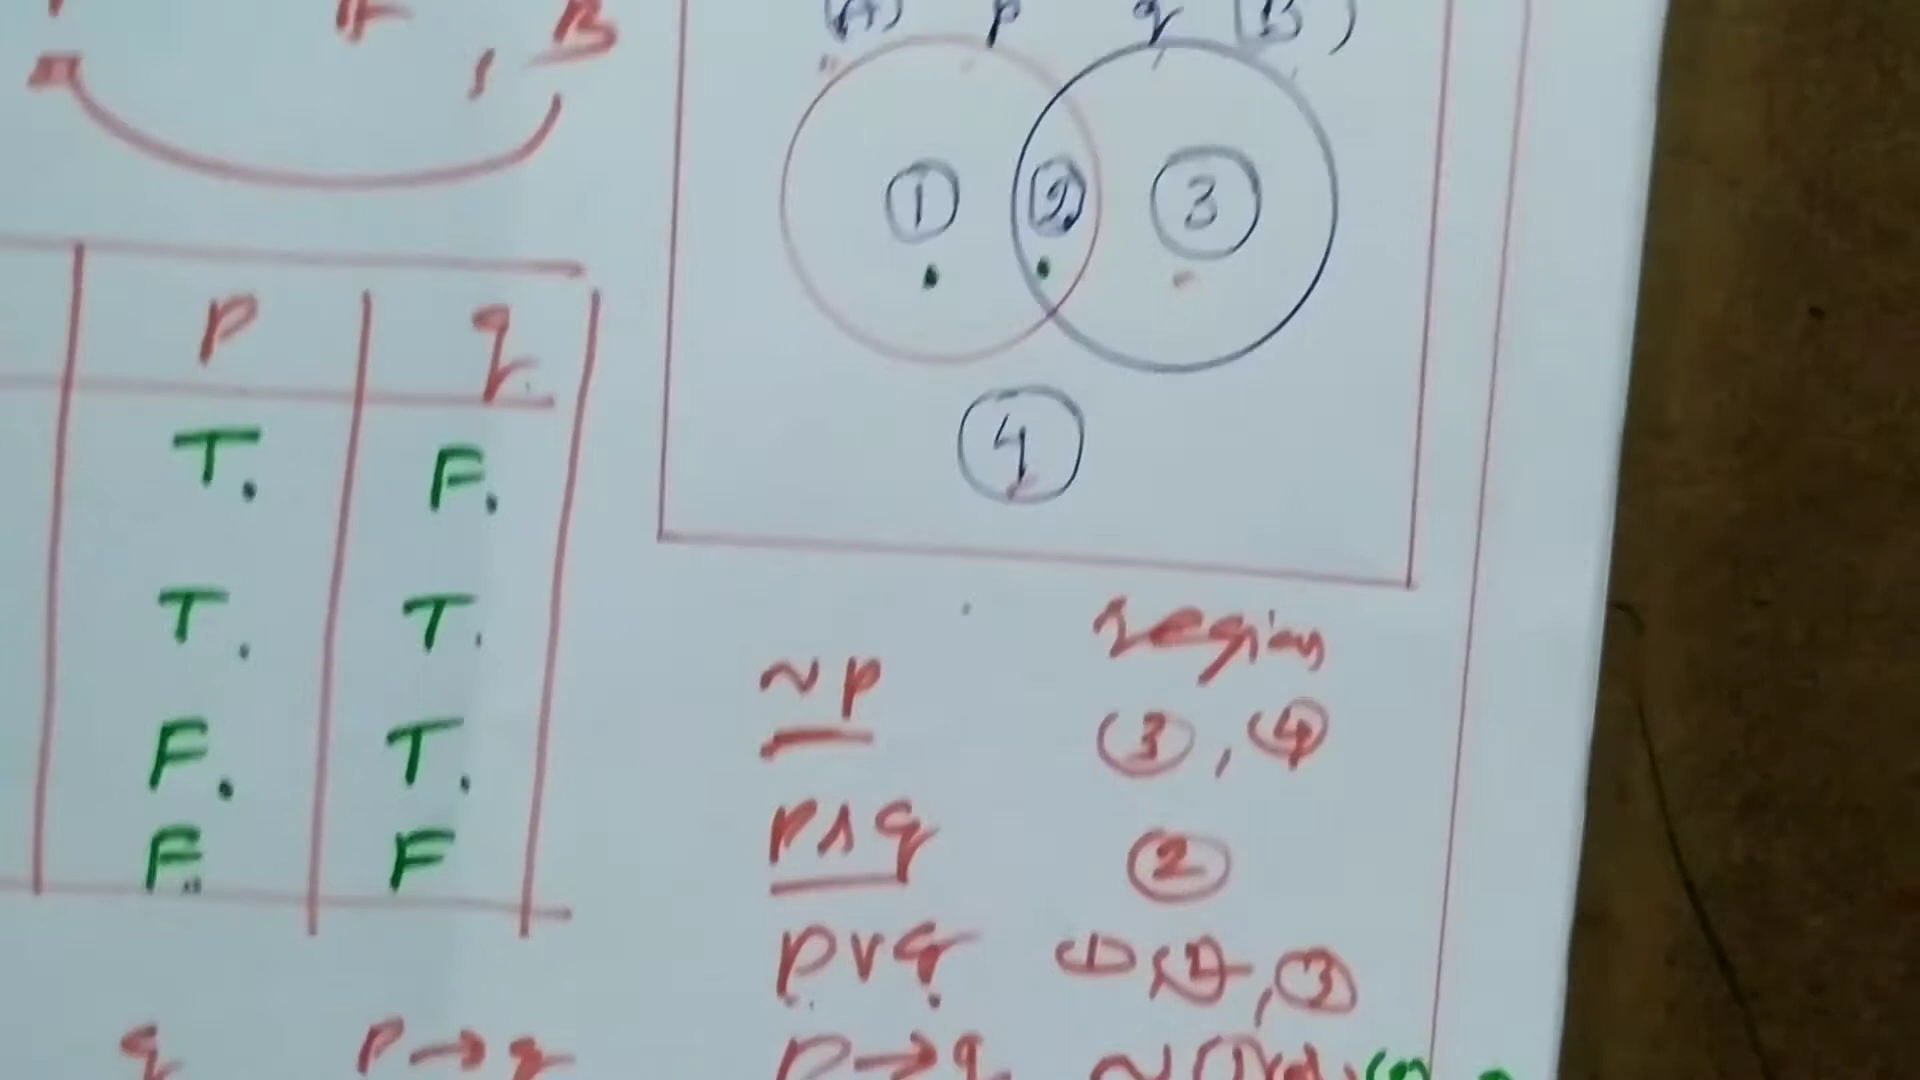 B
(A) p q (B)
1 2 3
4
p q
T. F.
T. T.
F. T.
F. F
region
~p 3, 4
p∧q 2
p∨q 1, 2, 3
q p→q
p→q